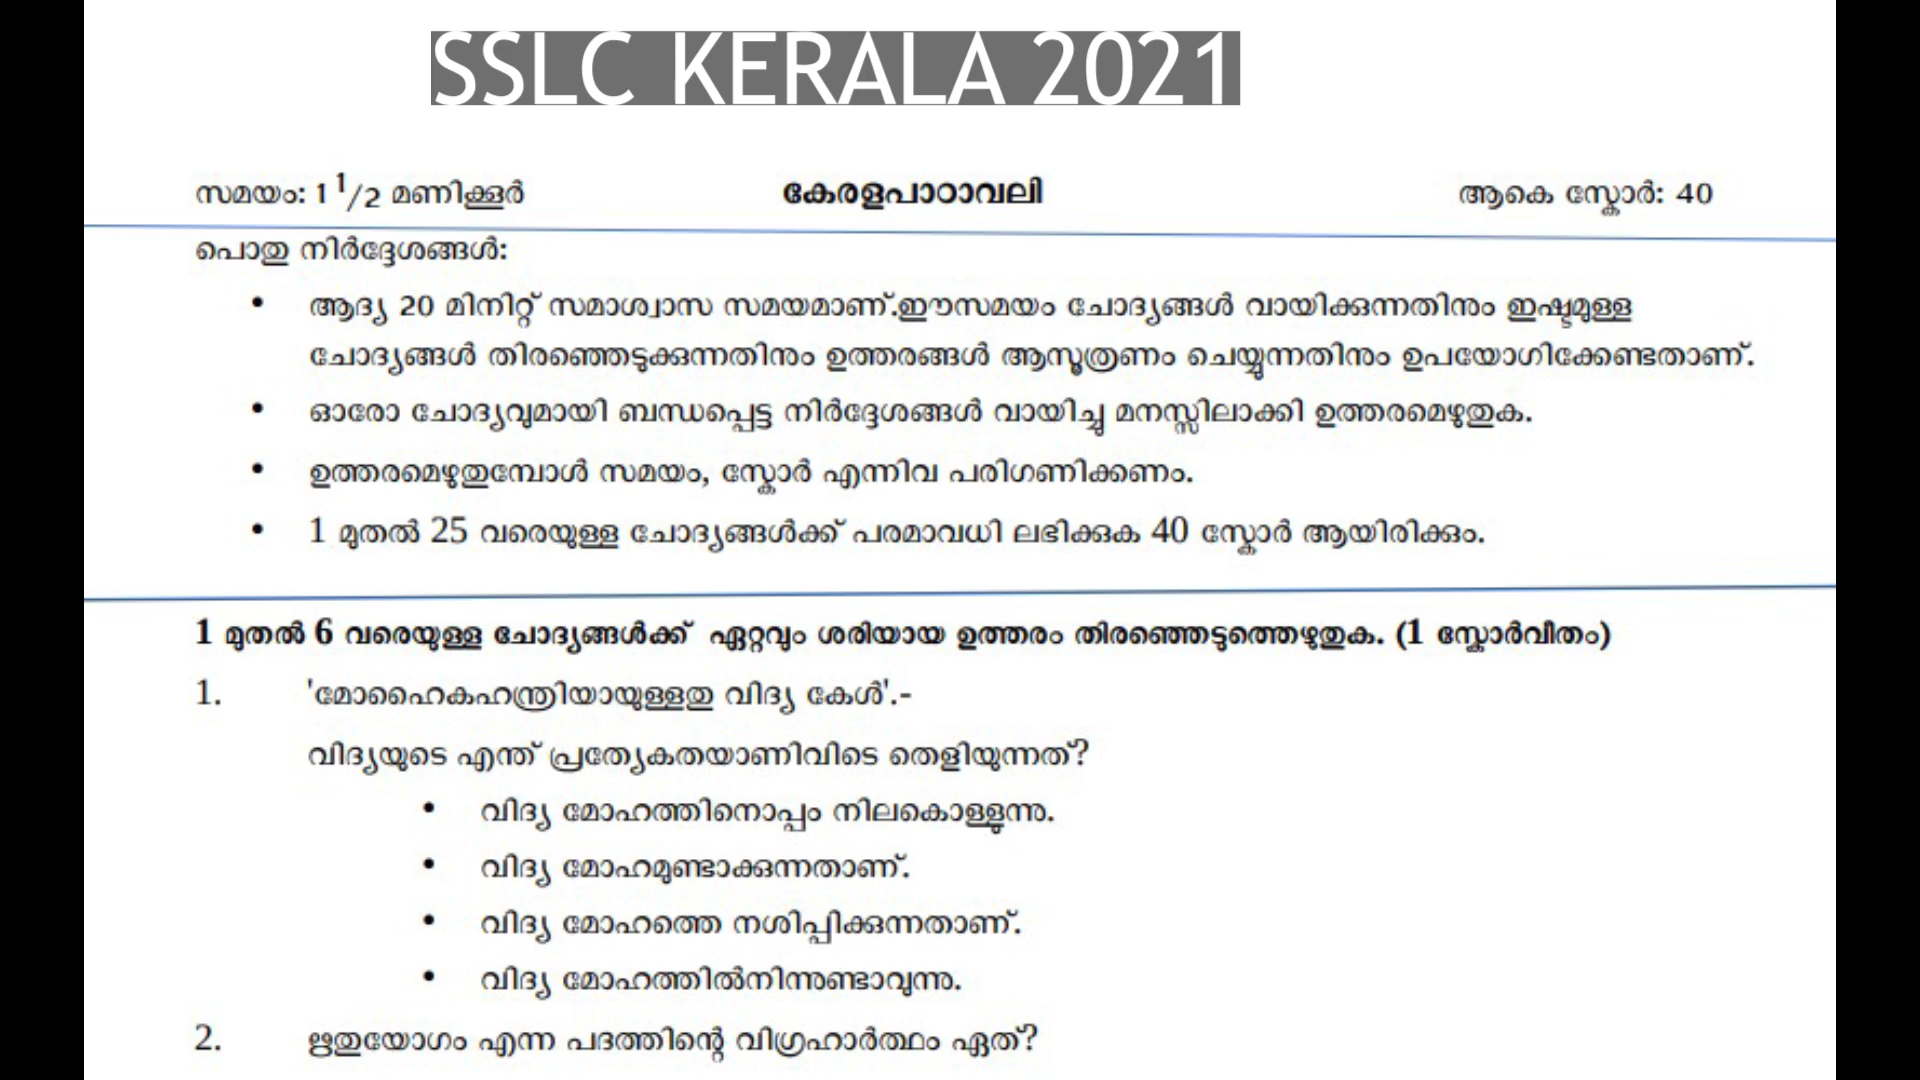 SSLC KERALA 2021
സമയം: 1 1/2 മണിക്കൂർ കേരളപാഠാവലി ആകെ സ്കോർ: 40
പൊതു നിർദ്ദേശങ്ങൾ:
• ആദ്യ 20 മിനിറ്റ് സമാശ്വാസ സമയമാണ്.ഈസമയം ചോദ്യങ്ങൾ വായിക്കുന്നതിനും ഇഷ്ടമുള്ള
ചോദ്യങ്ങൾ തിരഞ്ഞെടുക്കുന്നതിനും ഉത്തരങ്ങൾ ആസൂത്രണം ചെയ്യുന്നതിനും ഉപയോഗിക്കേണ്ടതാണ്.
• ഓരോ ചോദ്യവുമായി ബന്ധപ്പെട്ട നിർദ്ദേശങ്ങൾ വായിച്ചു മനസ്സിലാക്കി ഉത്തരമെഴുതുക.
• ഉത്തരമെഴുതുമ്പോൾ സമയം, സ്കോർ എന്നിവ പരിഗണിക്കണം.
• 1 മുതൽ 25 വരെയുള്ള ചോദ്യങ്ങൾക്ക് പരമാവധി ലഭിക്കുക 40 സ്കോർ ആയിരിക്കും.
1 മുതൽ 6 വരെയുള്ള ചോദ്യങ്ങൾക്ക് ഏറ്റവും ശരിയായ ഉത്തരം തിരഞ്ഞെടുത്തെഴുതുക. (1 സ്കോർവീതം)
1. 'മോഹൈകഹന്ത്രിയായുള്ളതു വിദ്യ കേൾ'.-
വിദ്യയുടെ എന്ത് പ്രത്യേകതയാണിവിടെ തെളിയുന്നത്?
• വിദ്യ മോഹത്തിനൊപ്പം നിലകൊള്ളുന്നു.
• വിദ്യ മോഹമുണ്ടാക്കുന്നതാണ്.
• വിദ്യ മോഹത്തെ നശിപ്പിക്കുന്നതാണ്.
• വിദ്യ മോഹത്തിൽനിന്നുണ്ടാവുന്നു.
2. ഋതുയോഗം എന്ന പദത്തിന്റെ വിഗ്രഹാർത്ഥം ഏത്?